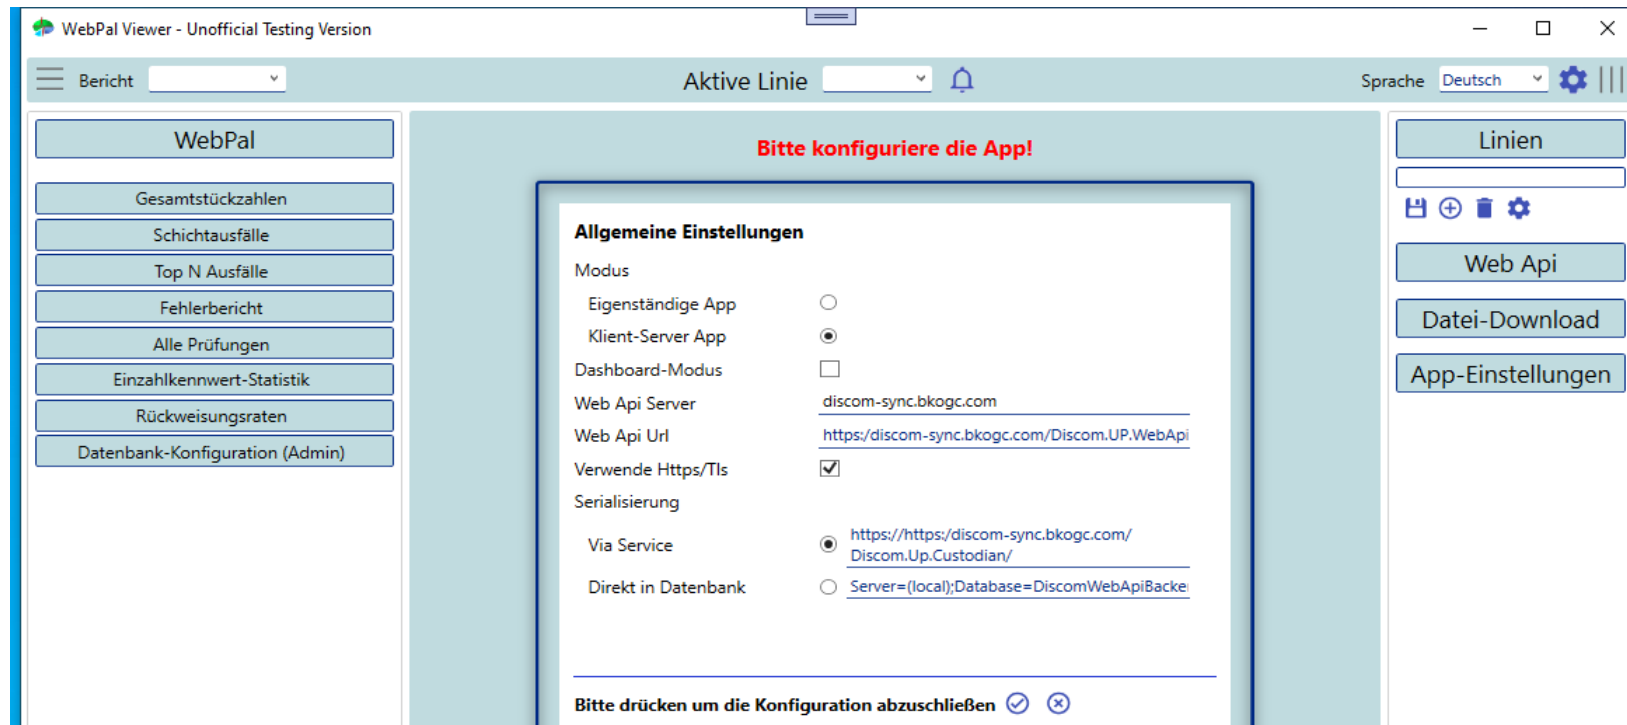 WebPal Viewer - Unofficial Testing Version
Bericht
Aktive Linie
Sprache Deutsch
WebPal
Gesamtstückzahlen
Schichtausfälle
Top N Ausfälle
Fehlerbericht
Alle Prüfungen
Einzahlkennwert-Statistik
Rückweisungsraten
Datenbank-Konfiguration (Admin)
Bitte konfiguriere die App!
Allgemeine Einstellungen
Modus
Eigenständige App
Klient-Server App
Dashboard-Modus
Web Api Server discom-sync.bkogc.com
Web Api Url https:/discom-sync.bkogc.com/Discom.UP.WebApi
Verwende Https/Tls
Serialisierung
Via Service https://https:/discom-sync.bkogc.com/
Discom.Up.Custodian/
Direkt in Datenbank Server=(local);Database=DiscomWebApiBacke
Bitte drücken um die Konfiguration abzuschließen
Linien
Web Api
Datei-Download
App-Einstellungen